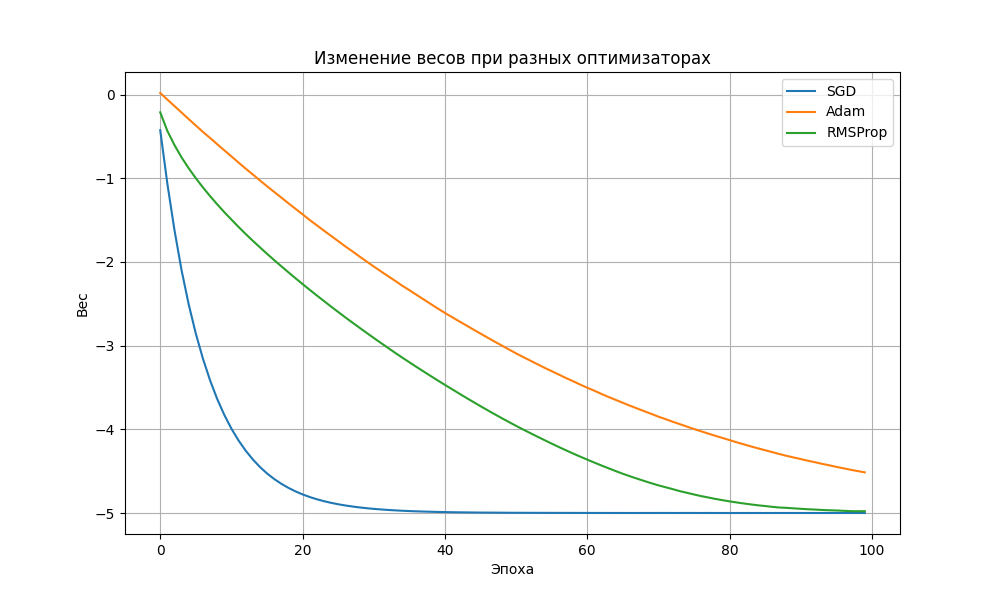 Изменение весов при разных оптимизаторах
SGD
Adam
RMSProp
Вес
0
−1
−2
−3
−4
−5
0 20 40 60 80 100
Эпоха